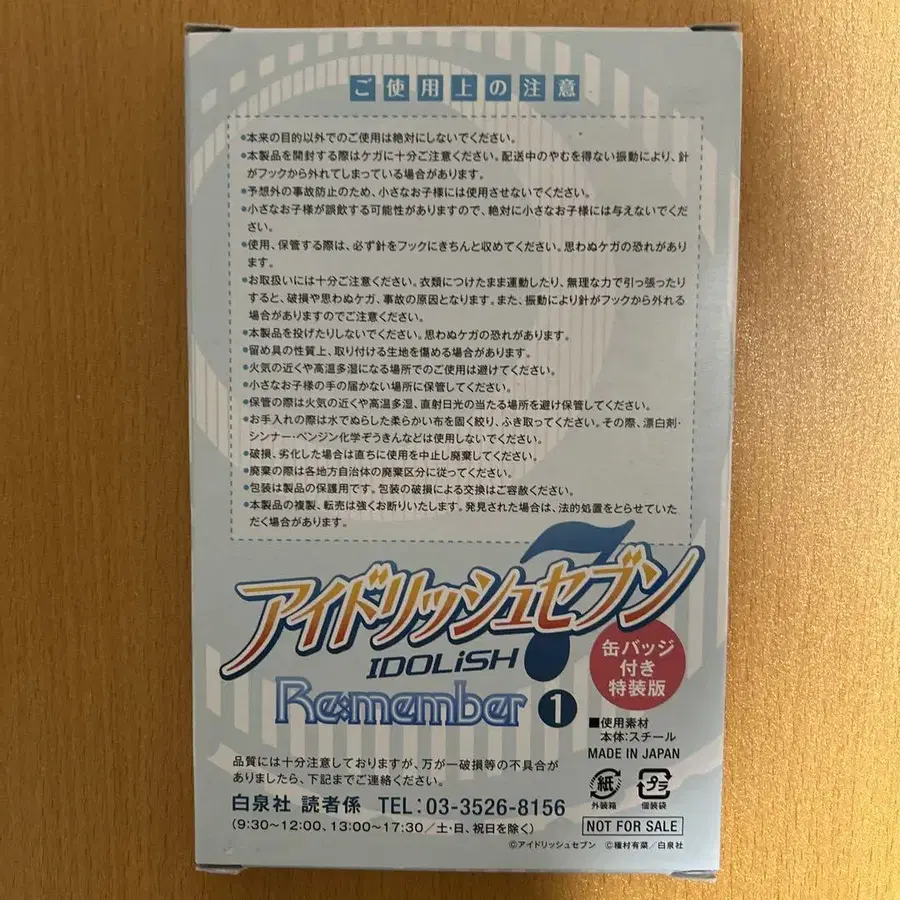 ご使用上の注意
●本来の目的以外でのご使用は絶対にしないでください。
●本製品を開封する際はケガに十分ご注意ください。配送中のやむを得ない振動により、針
がフックから外れてしまっている場合があります。
●予想外の事故防止のため、小さなお子様には使用させないでください。
●小さなお子様が誤飲する可能性がありますので、絶対に小さなお子様には与えないでくだ
さい。
●使用、保管する際は、必ず針をフックにきちんと収めてください。思わぬケガの恐れがありま
す。
●お取扱いには十分ご注意ください。衣類につけたまま運動したり、無理な力で引っ張ったり
すると、破損や思わぬケガ、事故の原因となります。また、振動により針がフックから外れる
場合がありますのでご注意ください。
●本製品を投げたりしないでください。思わぬケガの恐れがあります。
●留め具の性質上、取り付ける生地を傷める場合があります。
●火気の近くや高温多湿になる場所でのご使用は避けてください。
●小さなお子様の手の届かない場所に保管してください。
●保管の際は火気の近くや高温多湿、直射日光の当たる場所を避け保管してください。
●お手入れの際は水でぬらした柔らかい布を固く絞り、ふき取ってください。その際、漂白剤・
シンナー・ベンジン化学ぞうきんなどは使用しないでください。
●破損、劣化した場合は直ちに使用を中止し廃棄してください。
●廃棄の際は各地方自治体の廃棄区分に従ってください。
●包装は製品の保護用です。包装の破損による交換はご容赦ください。
●本製品の複製、転売は強くお断りいたします。発見された場合は、法的処置をとらせていた
だく場合があります。
アイドリッシュセブン
7
IDOLiSH
Re:member 1
缶バッジ
付き
特装版
■使用素材
本体:スチール
MADE IN JAPAN
品質には十分注意しておりますが、万が一破損等の不具合が
ありましたら、下記までご連絡ください。
白泉社 読者係 TEL:03-3526-8156
(9:30~12:00、13:00~17:30/土・日、祝日を除く)
紙
外装箱
プラ
個装袋
NOT FOR SALE
©アイドリッシュセブン ©種村有菜/白泉社